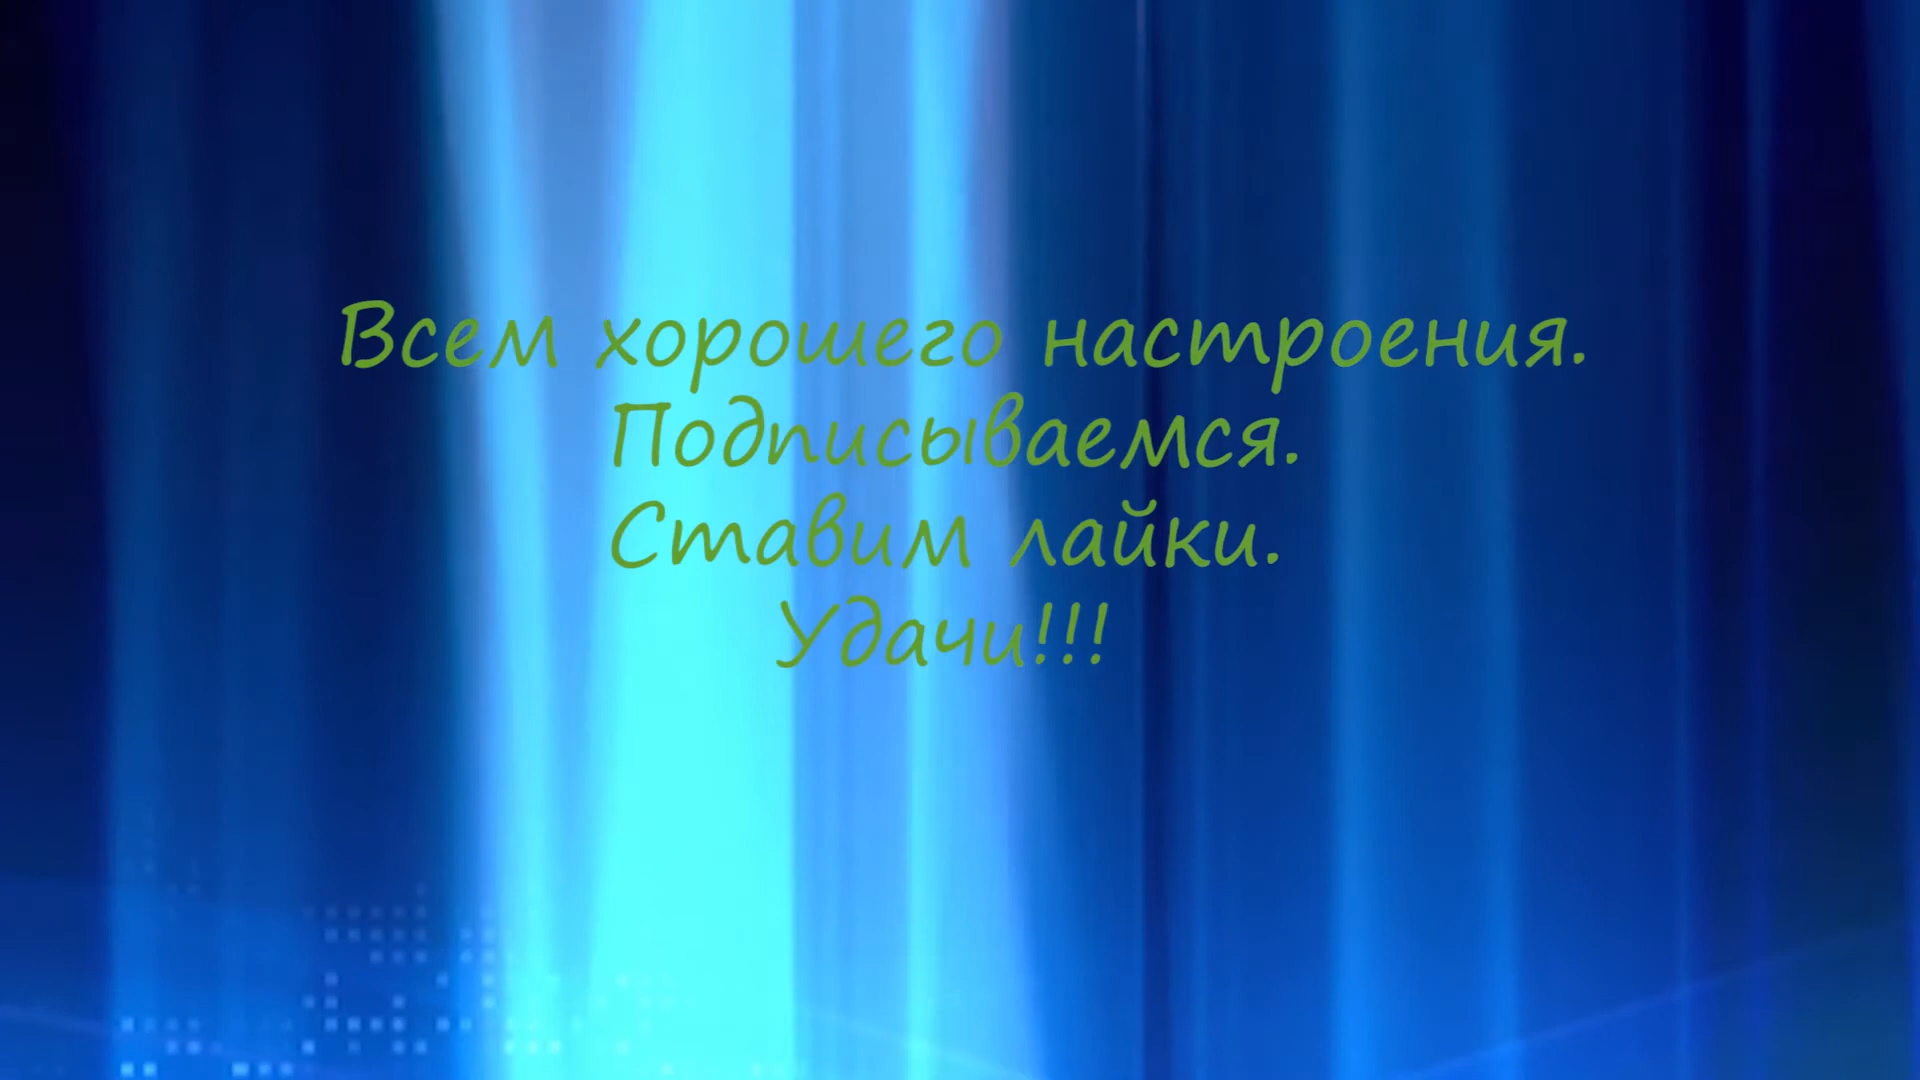 Всем хорошего настроения.
Подписываемся.
Ставим лайки.
Удачи!!!